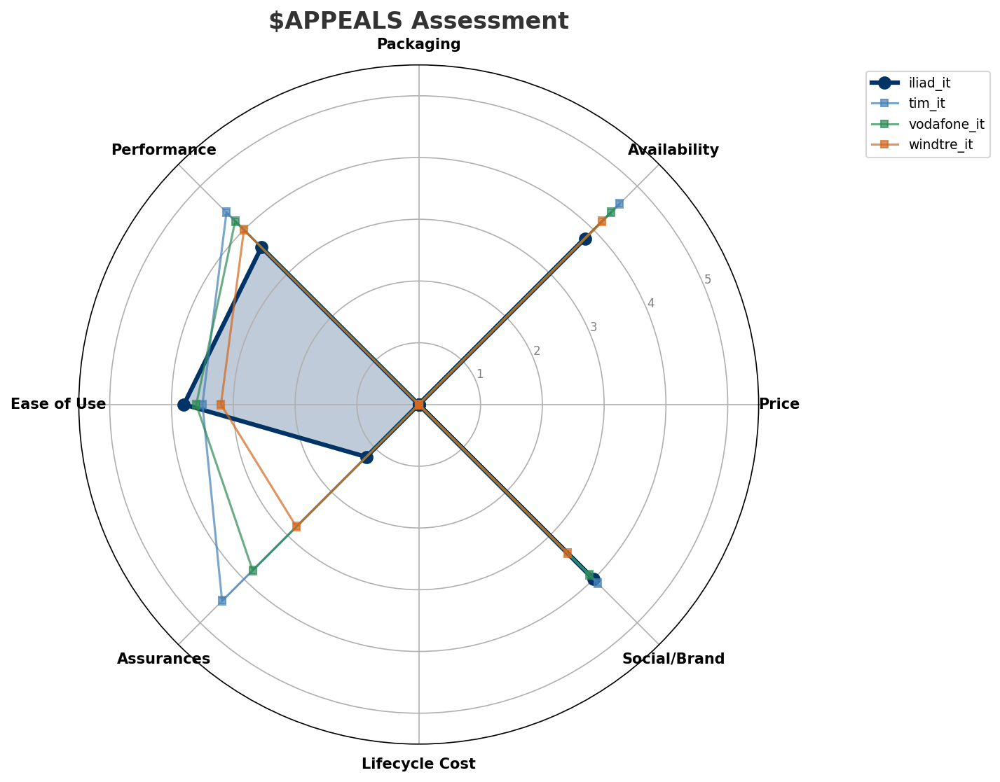 $APPEALS Assessment
Packaging
iliad_it
tim_it
vodafone_it
windtre_it
Performance
Availability
5
4
3
2
1
Ease of Use
Price
Assurances
Social/Brand
Lifecycle Cost